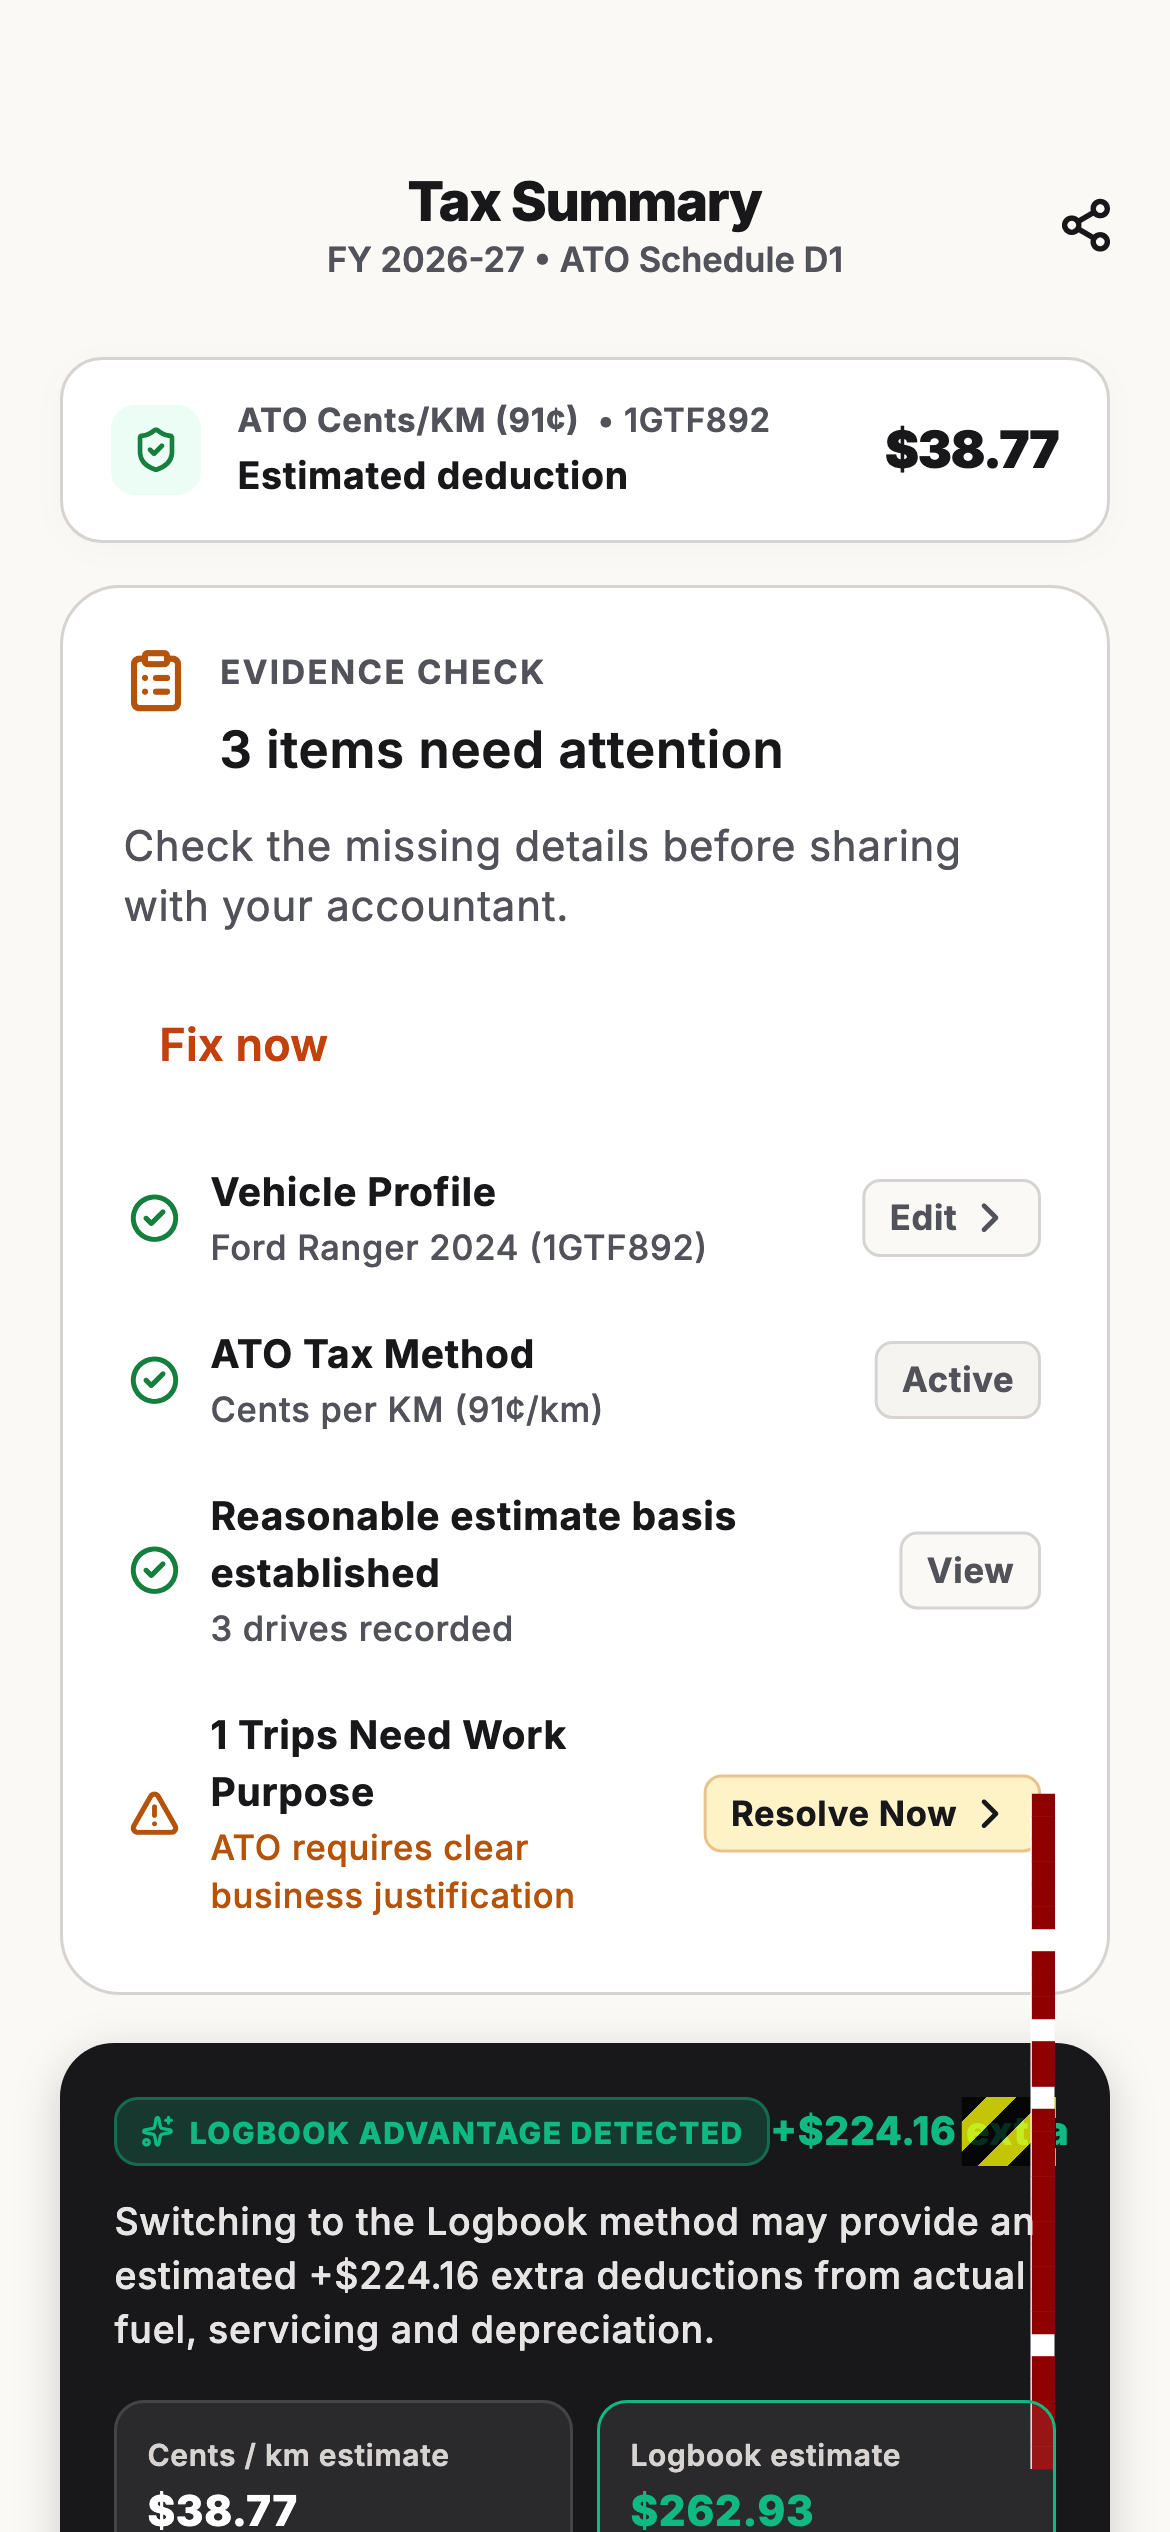 Tax Summary
FY 2026-27 • ATO Schedule D1
ATO Cents/KM (91¢) • 1GTF892
Estimated deduction
$38.77
EVIDENCE CHECK
3 items need attention
Check the missing details before sharing
with your accountant.
Fix now
Vehicle Profile
Ford Ranger 2024 (1GTF892)
Edit
ATO Tax Method
Cents per KM (91¢/km)
Active
Reasonable estimate basis
established
3 drives recorded
View
1 Trips Need Work
Purpose
ATO requires clear
business justification
Resolve Now
LOGBOOK ADVANTAGE DETECTED
+$224.16 extra
Switching to the Logbook method may provide an
estimated +$224.16 extra deductions from actual
fuel, servicing and depreciation.
Cents / km estimate
$38.77
Logbook estimate
$262.93